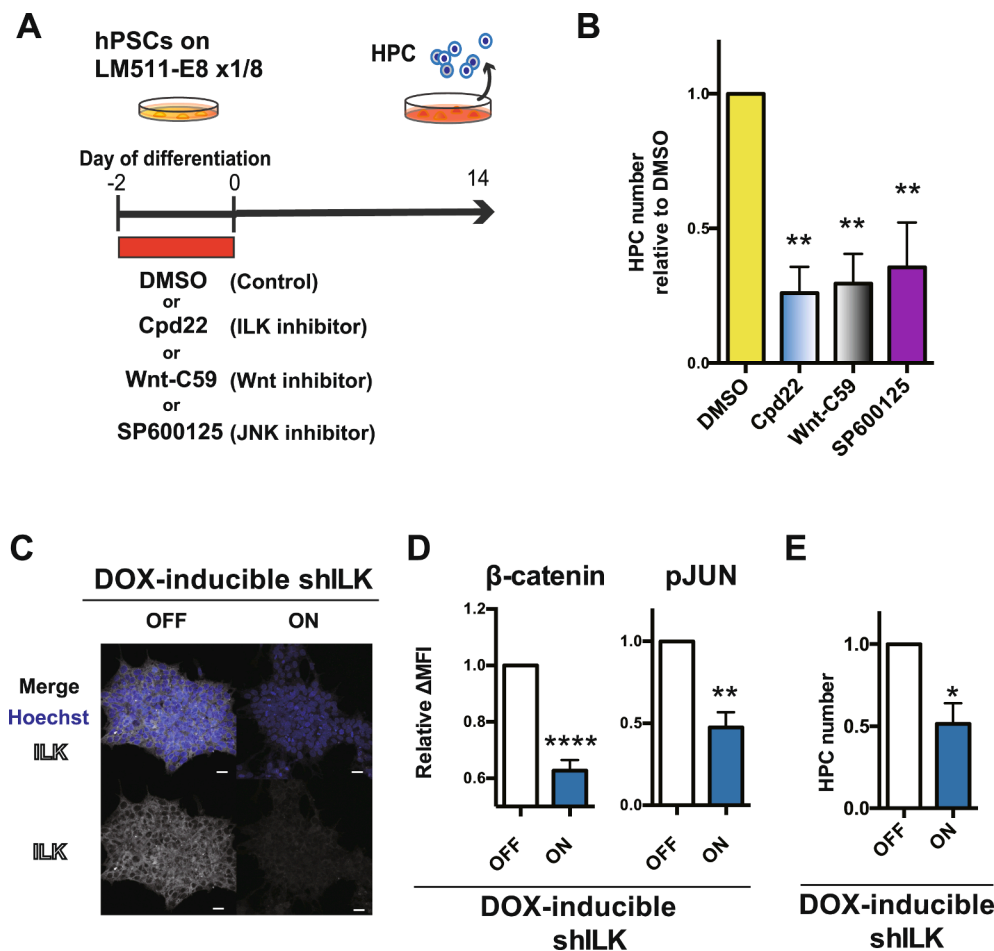 A
hPSCs on
LM511-E8 x1/8
HPC
Day of differentiation
-2 0 14
DMSO (Control)
or
Cpd22 (ILK inhibitor)
or
Wnt-C59 (Wnt inhibitor)
or
SP600125 (JNK inhibitor)
B
HPC number
relative to DMSO
1.0
0.5
0.0
** ** **
DMSO
Cpd22
Wnt-C59
SP600125
C
DOX-inducible shILK
OFF ON
Merge
Hoechst
ILK
ILK
D
β-catenin
Relative ΔMFI
1.2
1.0
0.8
0.6
****
OFF ON
pJUN
1.0
0.5
0.0
**
OFF ON
DOX-inducible
shILK
E
HPC number
1.0
0.5
0.0
*
OFF ON
DOX-inducible
shILK